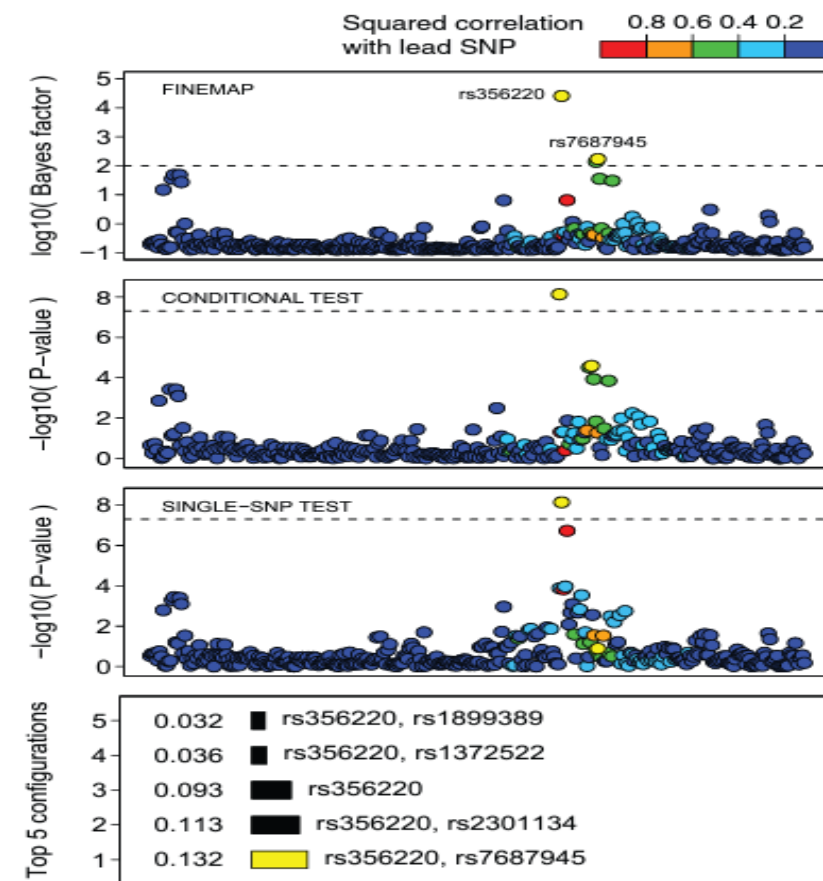 Squared correlation
with lead SNP
0.8 0.6 0.4 0.2
log10( Bayes factor )
5
4
3
2
1
0
−1
FINEMAP
rs356220
rs7687945
−log10( P−value )
8
6
4
2
0
CONDITIONAL TEST
−log10( P−value )
8
6
4
2
0
SINGLE−SNP TEST
Top 5 configurations
5 0.032 rs356220, rs1899389
4 0.036 rs356220, rs1372522
3 0.093 rs356220
2 0.113 rs356220, rs2301134
1 0.132 rs356220, rs7687945